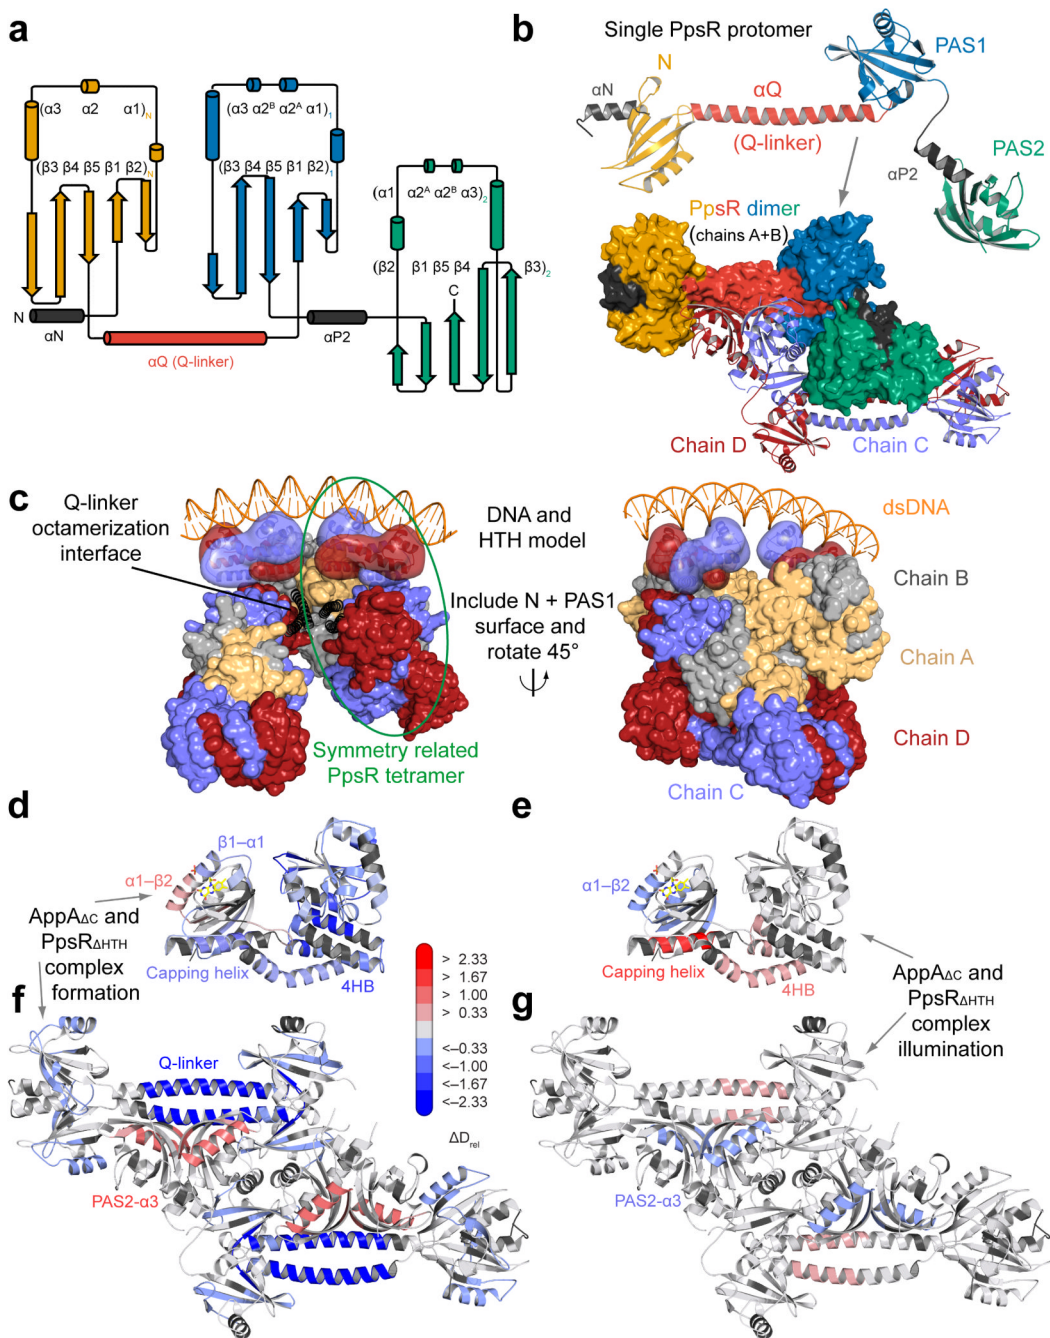 a
(α3 α2 α1)N
(β3 β4 β5 β1 β2)N
(α3 α2B α2A α1)1
(β3 β4 β5 β1 β2)1
(α1 α2A α2B α3)2
(β2 β1 β5 β4 β3)2
C
N
αN
αP2
αQ (Q-linker)
b
Single PpsR protomer
PAS1
N
αN
αQ
(Q-linker)
PAS2
αP2
PpsR dimer
(chains A+B)
Chain D
Chain C
c
Q-linker
octamerization
interface
DNA and
HTH model
Include N + PAS1
surface and
rotate 45°
Symmetry related
PpsR tetramer
dsDNA
Chain B
Chain A
Chain D
Chain C
d
β1–α1
α1–β2
AppAΔC and
PpsRΔHTH
complex
formation
Capping helix
4HB
e
α1–β2
Capping helix
4HB
AppAΔC and
PpsRΔHTH
complex
illumination
> 2.33
> 1.67
> 1.00
> 0.33
<–0.33
<–1.00
<–1.67
<–2.33
ΔDrel
f
Q-linker
PAS2-α3
g
PAS2-α3